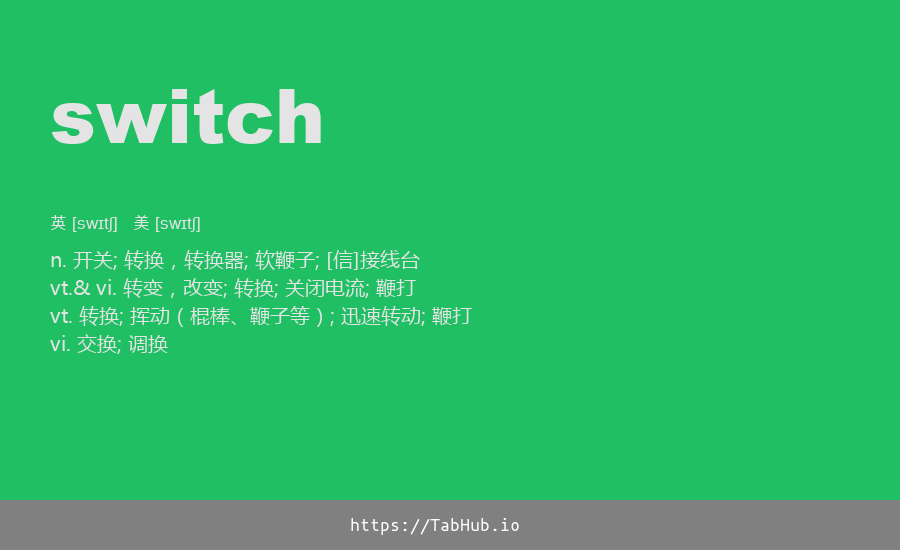 switch
英 [swɪtʃ] 美 [swɪtʃ]
n. 开关; 转换，转换器; 软鞭子; [信]接线台
vt.& vi. 转变，改变; 转换; 关闭电流; 鞭打
vt. 转换; 挥动（棍棒、鞭子等）; 迅速转动; 鞭打
vi. 交换; 调换
https://TabHub.io